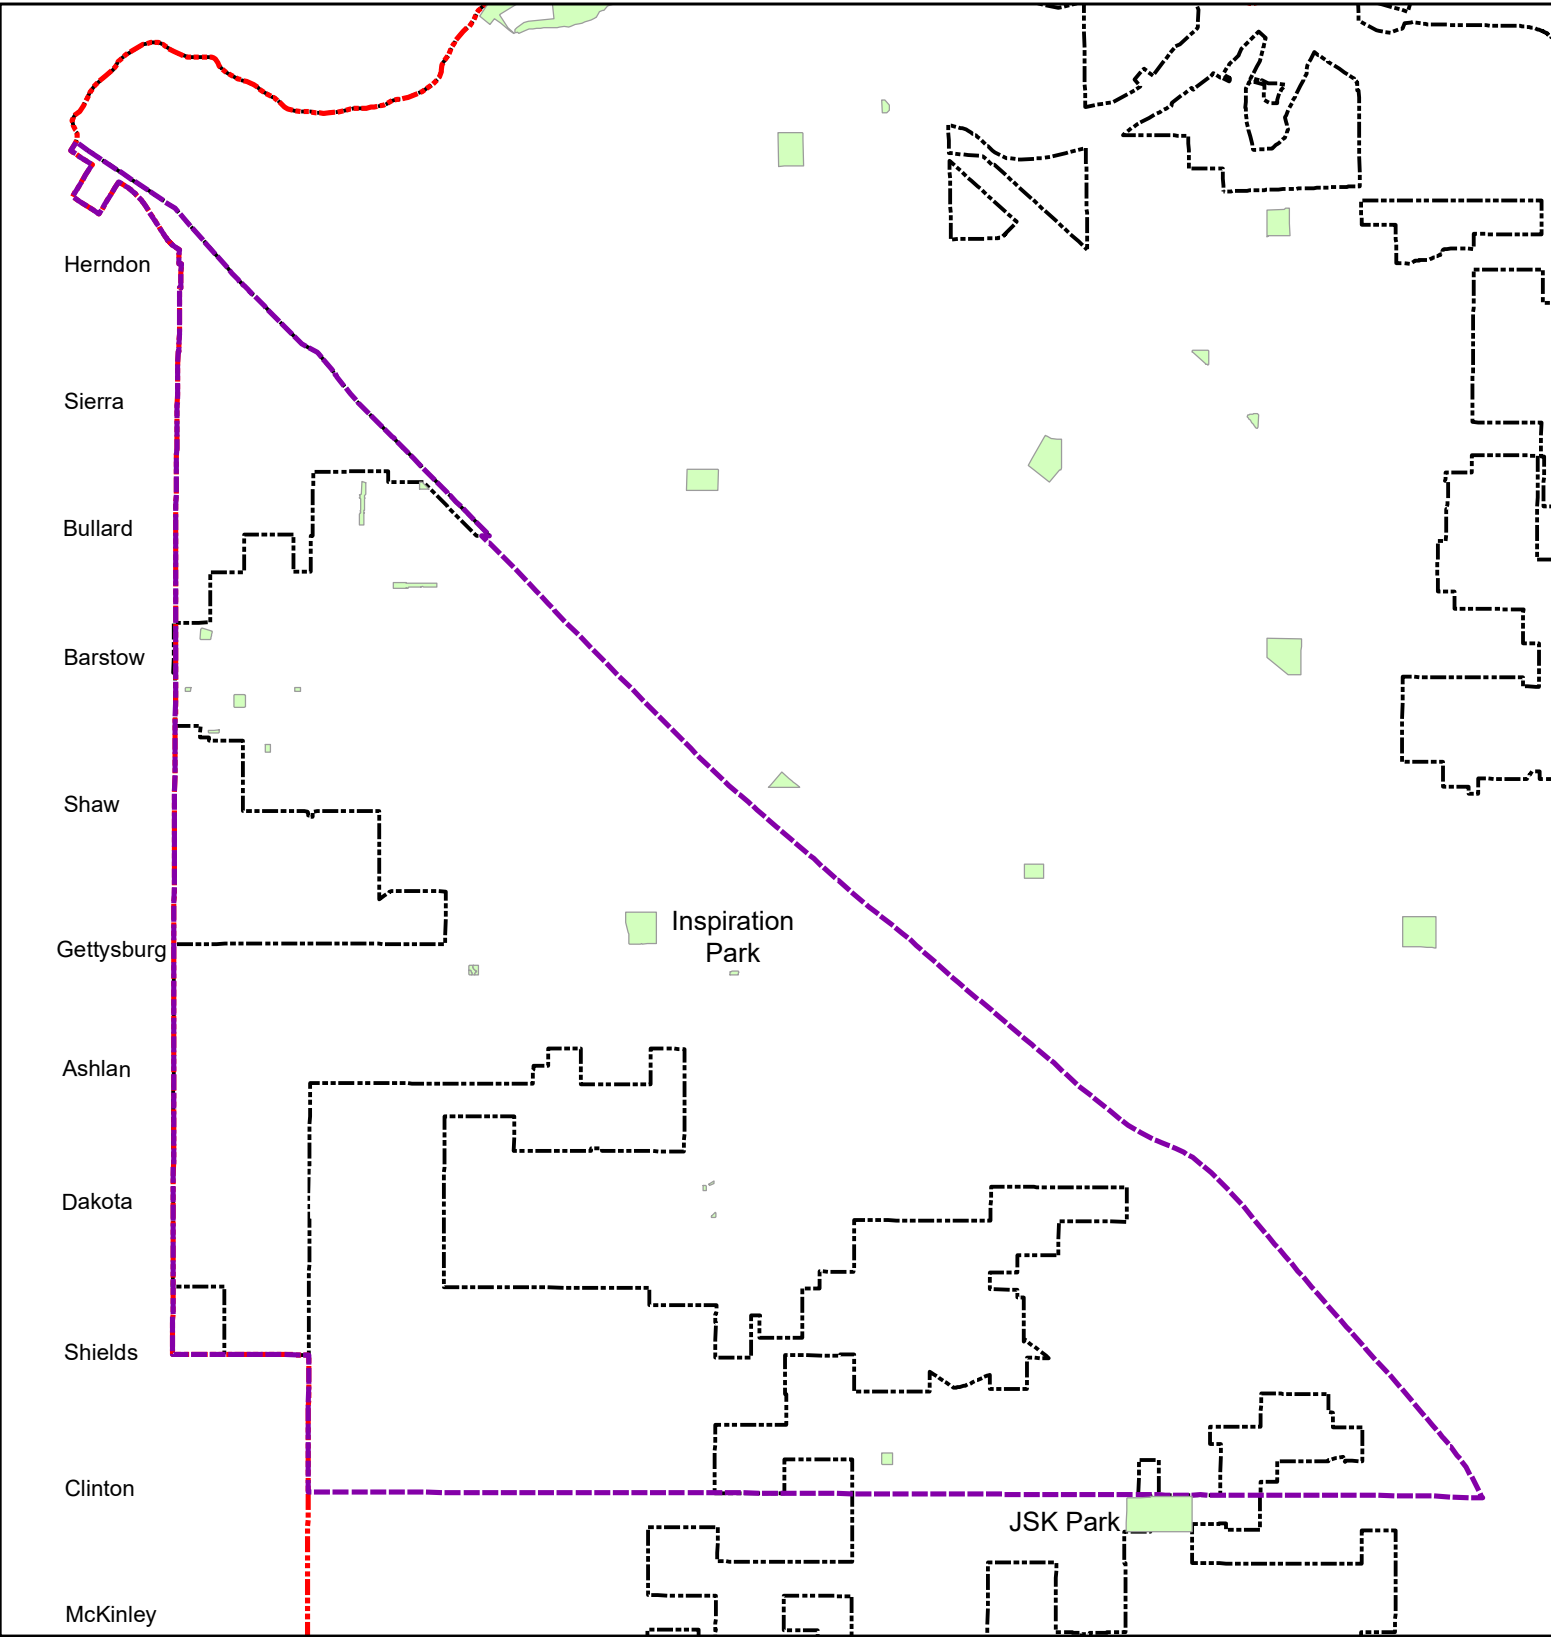 Herndon
Sierra
Bullard
Barstow
Shaw
Inspiration
Park
Gettysburg
Ashlan
Dakota
Shields
Clinton
JSK Park
McKinley